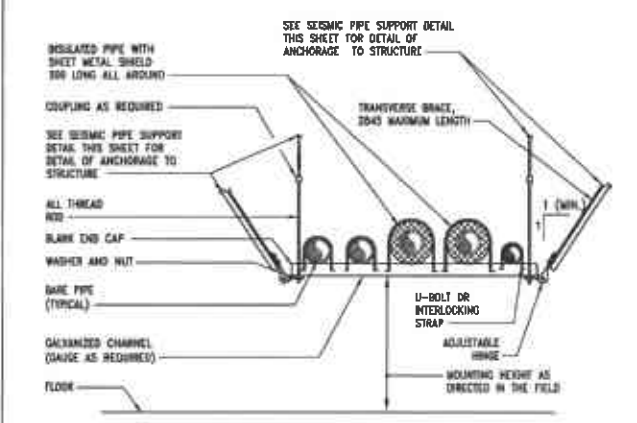 SEE SEISMIC PIPE SUPPORT DETAIL
THIS SHEET FOR DETAIL OF
ANCHORAGE TO STRUCTURE
INSULATED PIPE WITH
SHEET METAL SHIELD
300 LONG ALL AROUND
COUPLING AS REQUIRED
TRANSVERSE BRACE,
2845 MAXIMUM LENGTH
SEE SEISMIC PIPE SUPPORT
DETAIL THIS SHEET FOR
DETAIL OF ANCHORAGE TO
STRUCTURE
1 (MIN.)
1
ALL THREAD
ROD
BLANK END CAP
WASHER AND NUT
BARE PIPE
(TYPICAL)
U-BOLT OR
INTERLOCKING
STRAP
GALVANIZED CHANNEL
(GAUGE AS REQUIRED)
ADJUSTABLE
HINGE
MOUNTING HEIGHT AS
DIRECTED IN THE FIELD
FLOOR